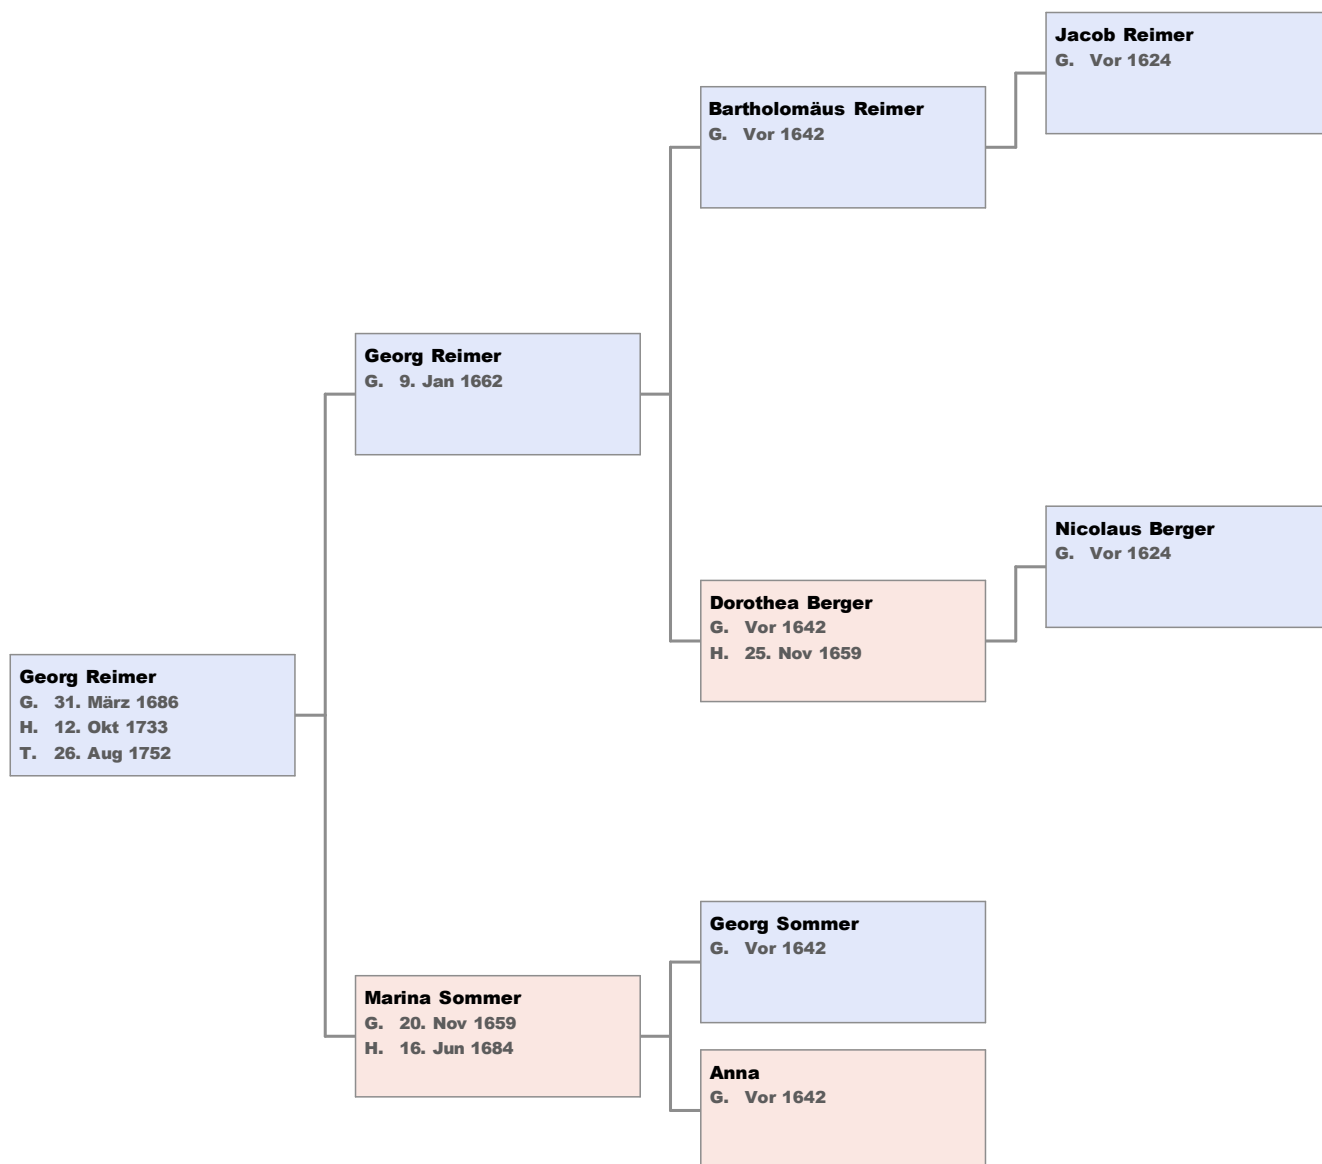 Jacob Reimer
G. Vor 1624
Bartholomäus Reimer
G. Vor 1642
Georg Reimer
G. 9. Jan 1662
Nicolaus Berger
G. Vor 1624
Dorothea Berger
G. Vor 1642
H. 25. Nov 1659
Georg Reimer
G. 31. März 1686
H. 12. Okt 1733
T. 26. Aug 1752
Georg Sommer
G. Vor 1642
Marina Sommer
G. 20. Nov 1659
H. 16. Jun 1684
Anna
G. Vor 1642